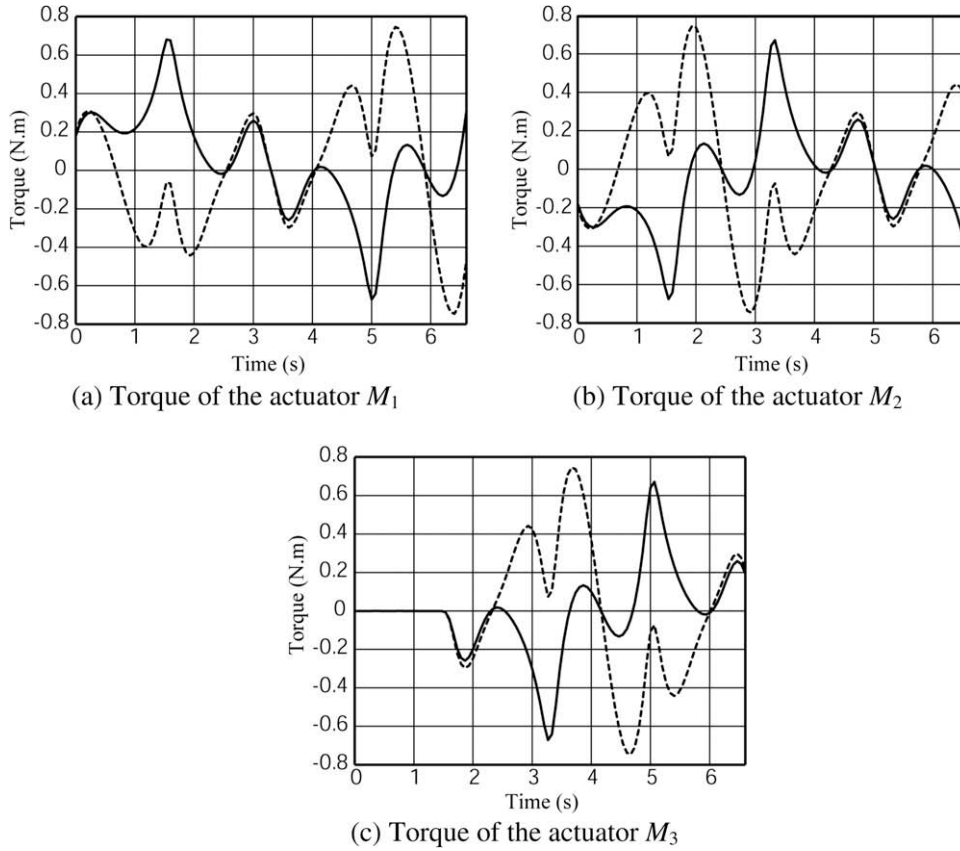 0.8
0.6
0.4
0.2
0
-0.2
-0.4
-0.6
-0.8
Torque (N.m)
0 1 2 3 4 5 6
Time (s)
(a) Torque of the actuator M1
0.8
0.6
0.4
0.2
0
-0.2
-0.4
-0.6
-0.8
Torque (N.m)
0 1 2 3 4 5 6
Time (s)
(b) Torque of the actuator M2
0.8
0.6
0.4
0.2
0
-0.2
-0.4
-0.6
-0.8
Torque (N.m)
0 1 2 3 4 5 6
Time (s)
(c) Torque of the actuator M3